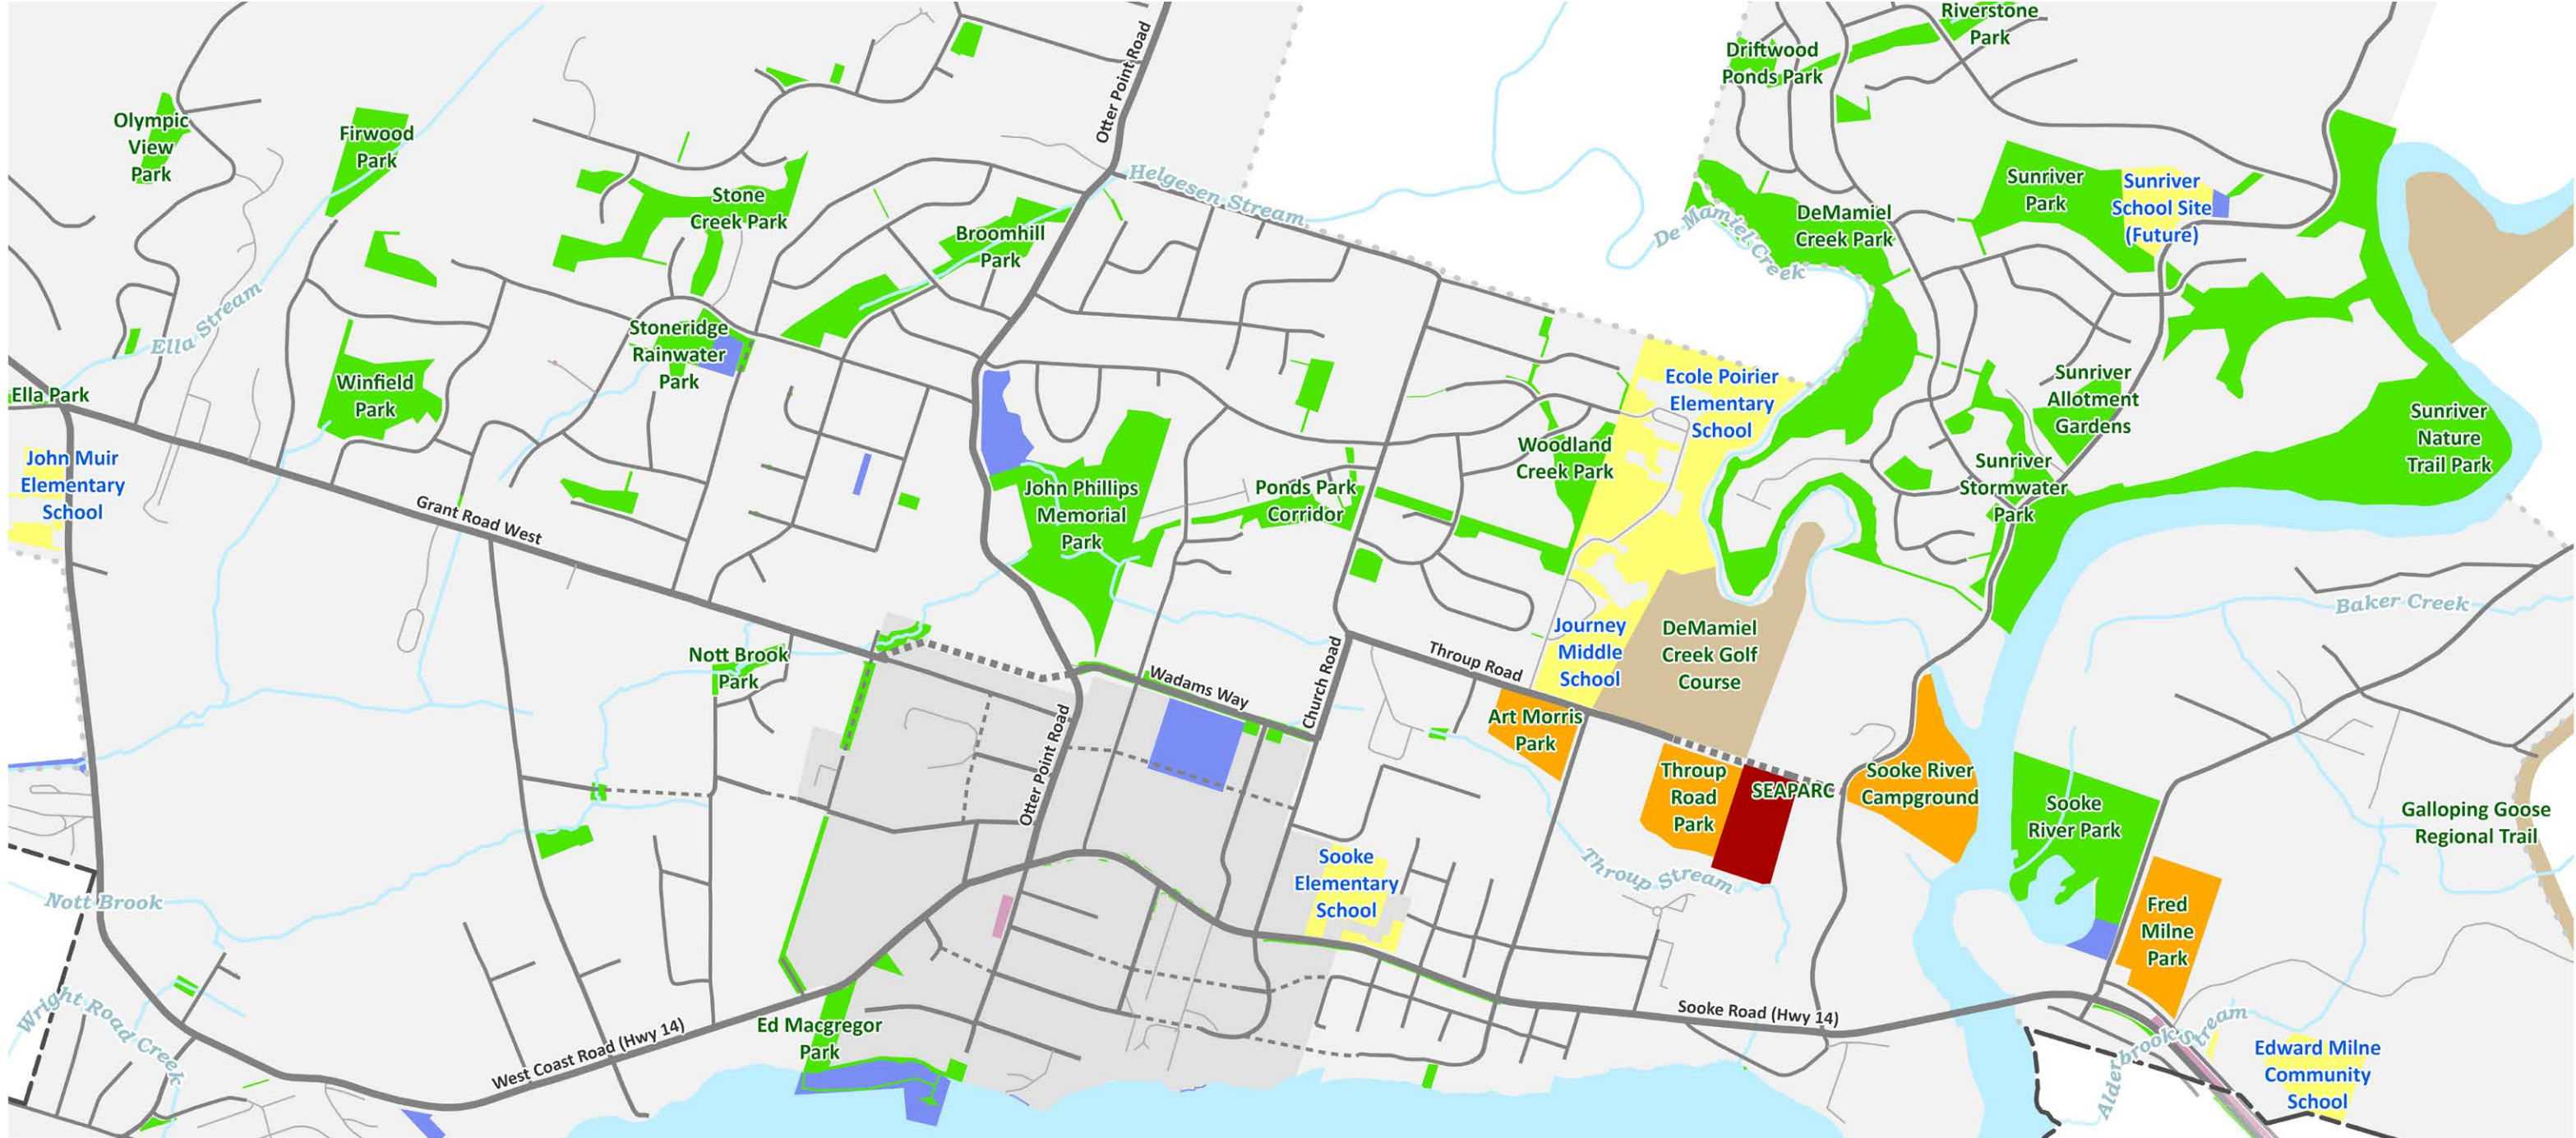 Riverstone
Park
Driftwood
Ponds Park
Otter Point Road
Olympic
View
Park
Firwood
Park
Stone
Creek Park
Helgesen Stream
Broomhill
Park
De Mamiel Creek
DeMamiel
Creek Park
Sunriver
Park
Sunriver
School Site
(Future)
Ella Stream
Stoneridge
Rainwater
Park
Winfield
Park
Ella Park
Ecole Poirier
Elementary
School
Sunriver
Allotment
Gardens
Sunriver
Nature
Trail Park
John Muir
Elementary
School
Grant Road West
John Phillips
Memorial
Park
Ponds Park
Corridor
Woodland
Creek Park
Sunriver
Stormwater
Park
Baker Creek
Nott Brook
Park
Wadams Way
Church Road
Throup Road
Journey
Middle
School
DeMamiel
Creek Golf
Course
Otter Point Road
Art Morris
Park
Throup
Road
Park
SEAPARC
Sooke River
Campground
Sooke
River Park
Galloping Goose
Regional Trail
Sooke
Elementary
School
Throup Stream
Nott Brook
Fred
Milne
Park
Wright Road Creek
West Coast Road (Hwy 14)
Ed Macgregor
Park
Sooke Road (Hwy 14)
Alderbrook Stream
Edward Milne
Community
School